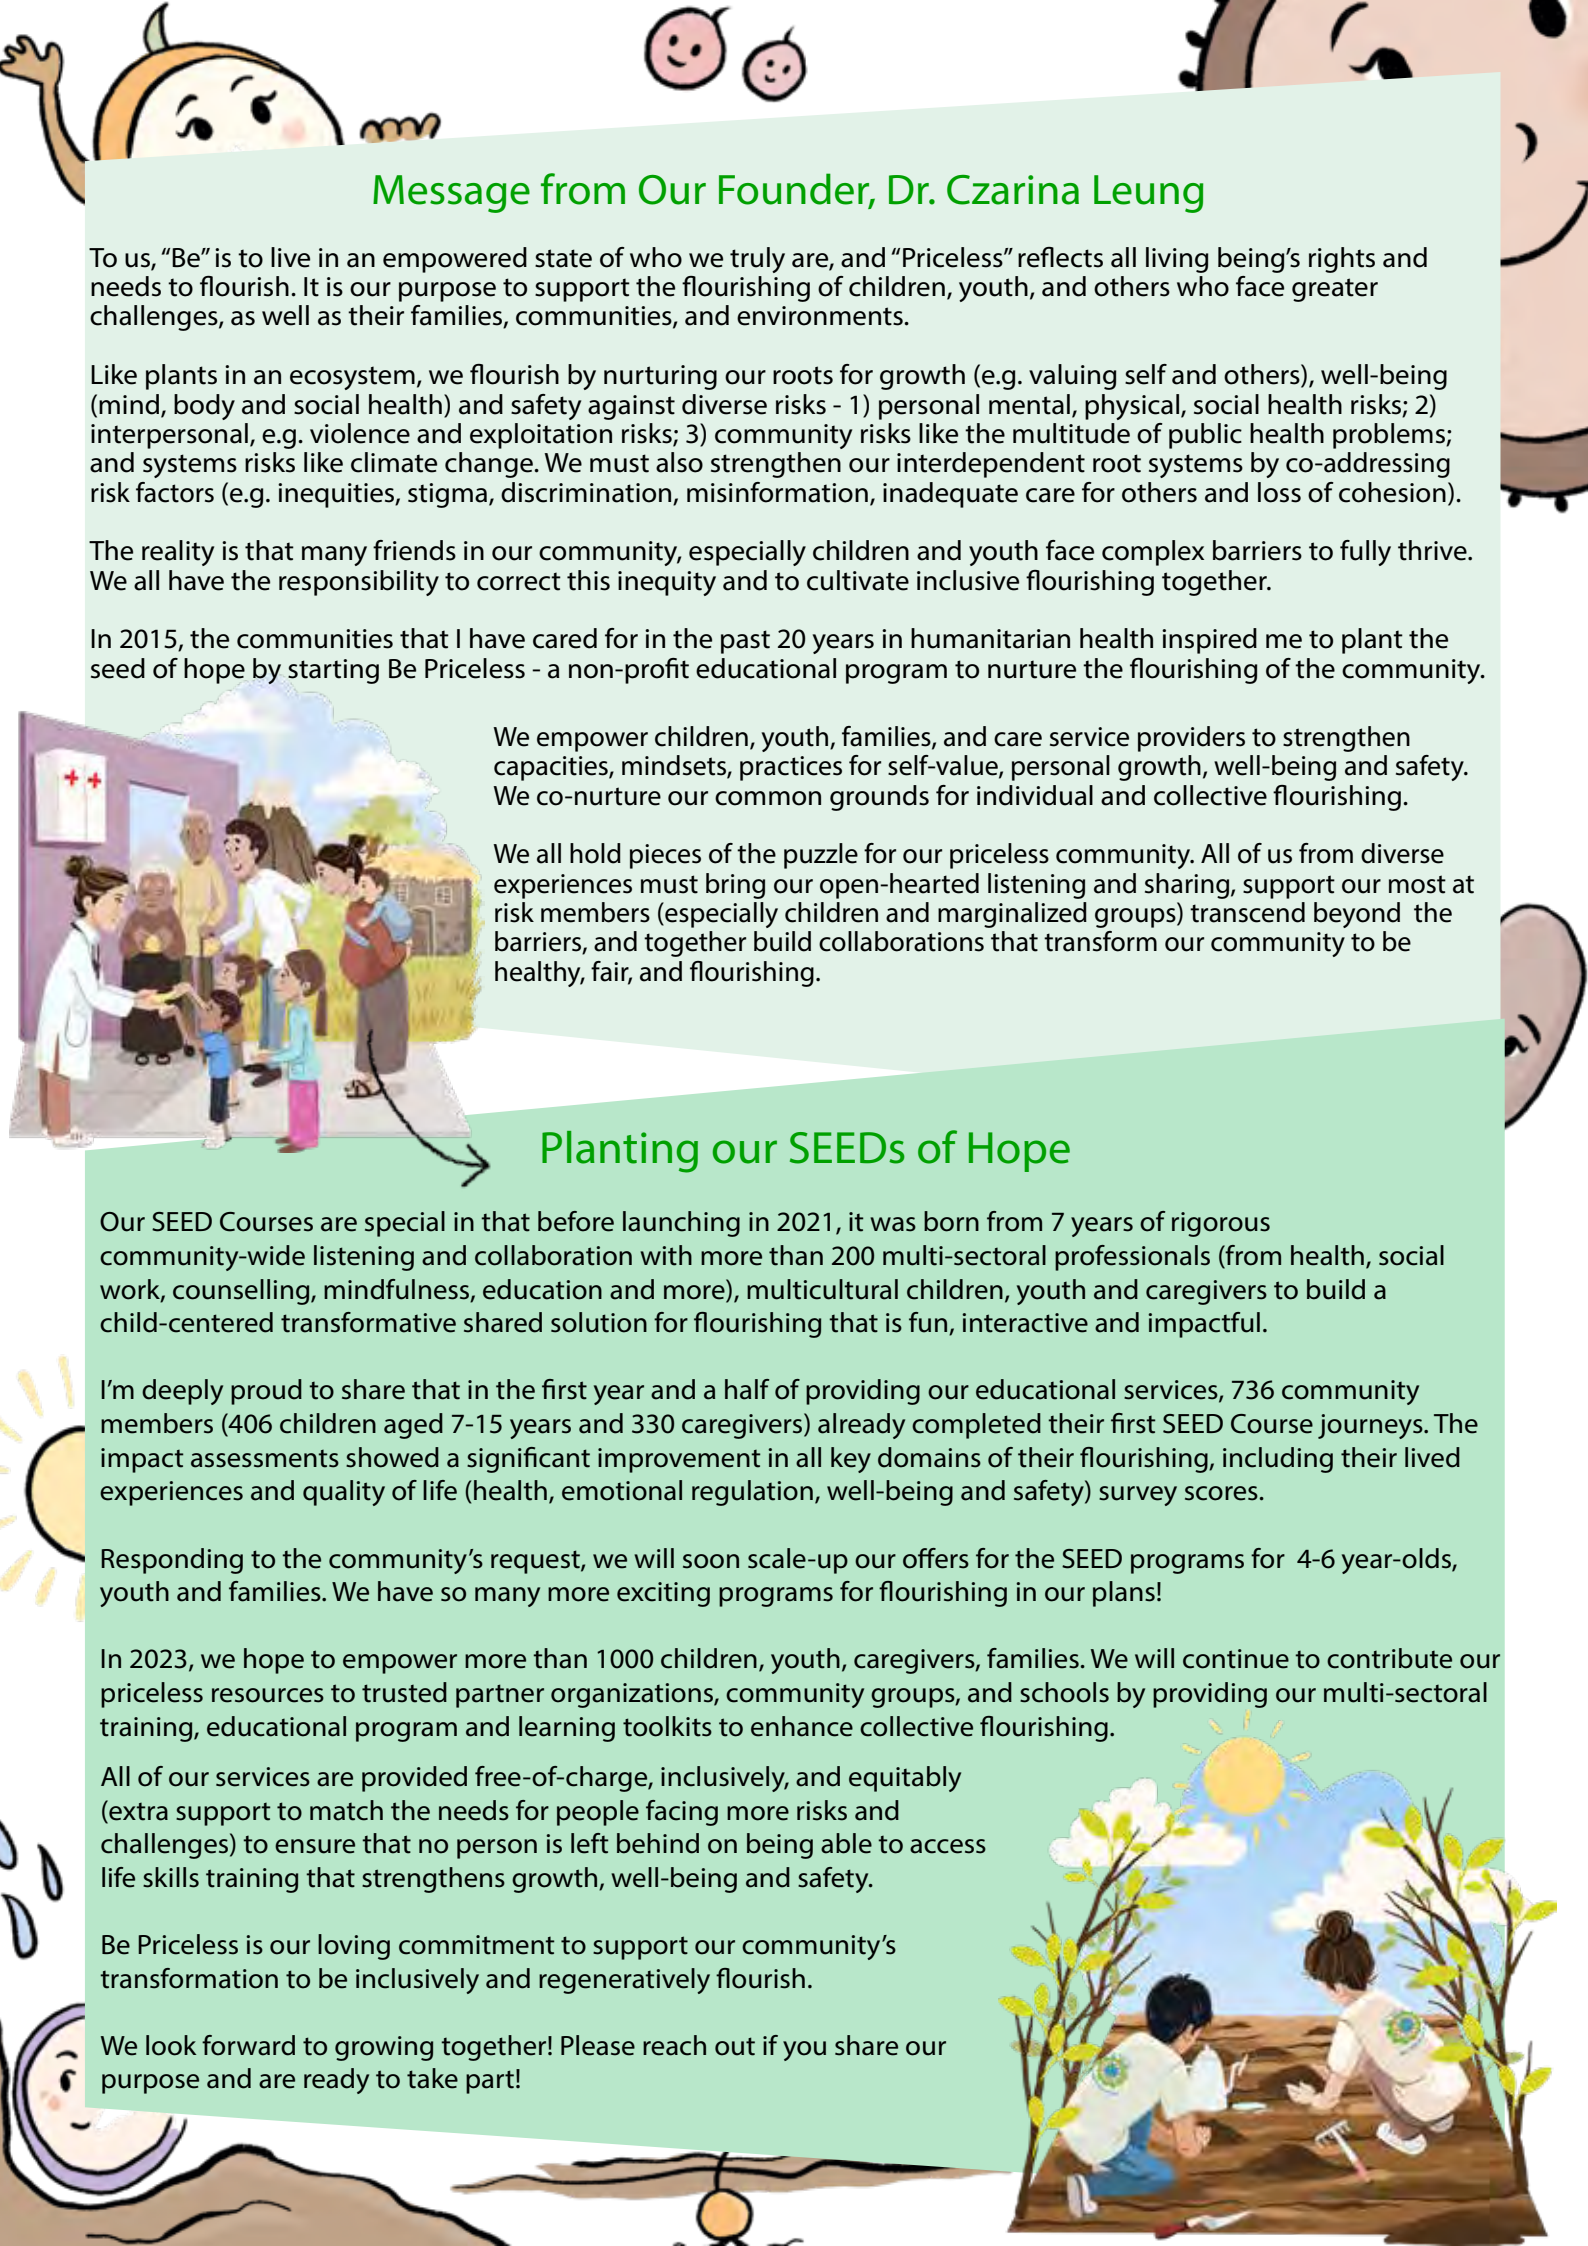 Message from Our Founder, Dr. Czarina Leung
To us, “Be” is to live in an empowered state of who we truly are, and “Priceless” reflects all living being’s rights and
needs to flourish. It is our purpose to support the flourishing of children, youth, and others who face greater
challenges, as well as their families, communities, and environments.
Like plants in an ecosystem, we flourish by nurturing our roots for growth (e.g. valuing self and others), well-being
(mind, body and social health) and safety against diverse risks - 1) personal mental, physical, social health risks; 2)
interpersonal, e.g. violence and exploitation risks; 3) community risks like the multitude of public health problems;
and systems risks like climate change. We must also strengthen our interdependent root systems by co-addressing
risk factors (e.g. inequities, stigma, discrimination, misinformation, inadequate care for others and loss of cohesion).
The reality is that many friends in our community, especially children and youth face complex barriers to fully thrive.
We all have the responsibility to correct this inequity and to cultivate inclusive flourishing together.
In 2015, the communities that I have cared for in the past 20 years in humanitarian health inspired me to plant the
seed of hope by starting Be Priceless - a non-profit educational program to nurture the flourishing of the community.
We empower children, youth, families, and care service providers to strengthen
capacities, mindsets, practices for self-value, personal growth, well-being and safety.
We co-nurture our common grounds for individual and collective flourishing.
We all hold pieces of the puzzle for our priceless community. All of us from diverse
experiences must bring our open-hearted listening and sharing, support our most at
risk members (especially children and marginalized groups) transcend beyond the
barriers, and together build collaborations that transform our community to be
healthy, fair, and flourishing.
Planting our SEEDs of Hope
Our SEED Courses are special in that before launching in 2021, it was born from 7 years of rigorous
community-wide listening and collaboration with more than 200 multi-sectoral professionals (from health, social
work, counselling, mindfulness, education and more), multicultural children, youth and caregivers to build a
child-centered transformative shared solution for flourishing that is fun, interactive and impactful.
I’m deeply proud to share that in the first year and a half of providing our educational services, 736 community
members (406 children aged 7-15 years and 330 caregivers) already completed their first SEED Course journeys. The
impact assessments showed a significant improvement in all key domains of their flourishing, including their lived
experiences and quality of life (health, emotional regulation, well-being and safety) survey scores.
Responding to the community’s request, we will soon scale-up our offers for the SEED programs for 4-6 year-olds,
youth and families. We have so many more exciting programs for flourishing in our plans!
In 2023, we hope to empower more than 1000 children, youth, caregivers, families. We will continue to contribute our
priceless resources to trusted partner organizations, community groups, and schools by providing our multi-sectoral
training, educational program and learning toolkits to enhance collective flourishing.
All of our services are provided free-of-charge, inclusively, and equitably
(extra support to match the needs for people facing more risks and
challenges) to ensure that no person is left behind on being able to access
life skills training that strengthens growth, well-being and safety.
Be Priceless is our loving commitment to support our community’s
transformation to be inclusively and regeneratively flourish.
We look forward to growing together! Please reach out if you share our
purpose and are ready to take part!